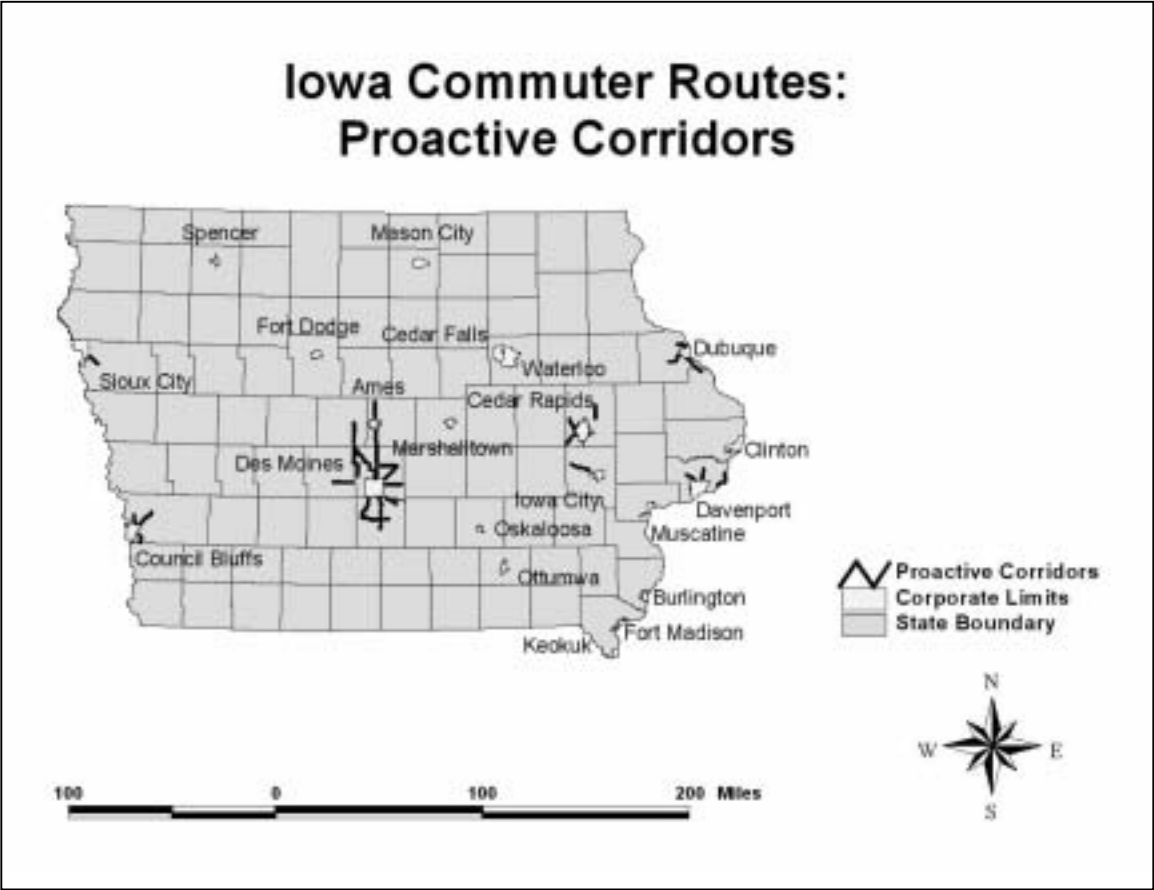 Iowa Commuter Routes:
Proactive Corridors
Spencer
Mason City
Fort Dodge
Cedar Falls
Dubuque
Waterloo
Sioux City
Ames
Cedar Rapids
Marshalltown
Clinton
Des Moines
Iowa City
Davenport
Oskaloosa
Muscatine
Council Bluffs
Ottumwa
Burlington
Fort Madison
Keokuk
Proactive Corridors
Corporate Limits
State Boundary
N
W
E
S
100 0 100 200 Miles